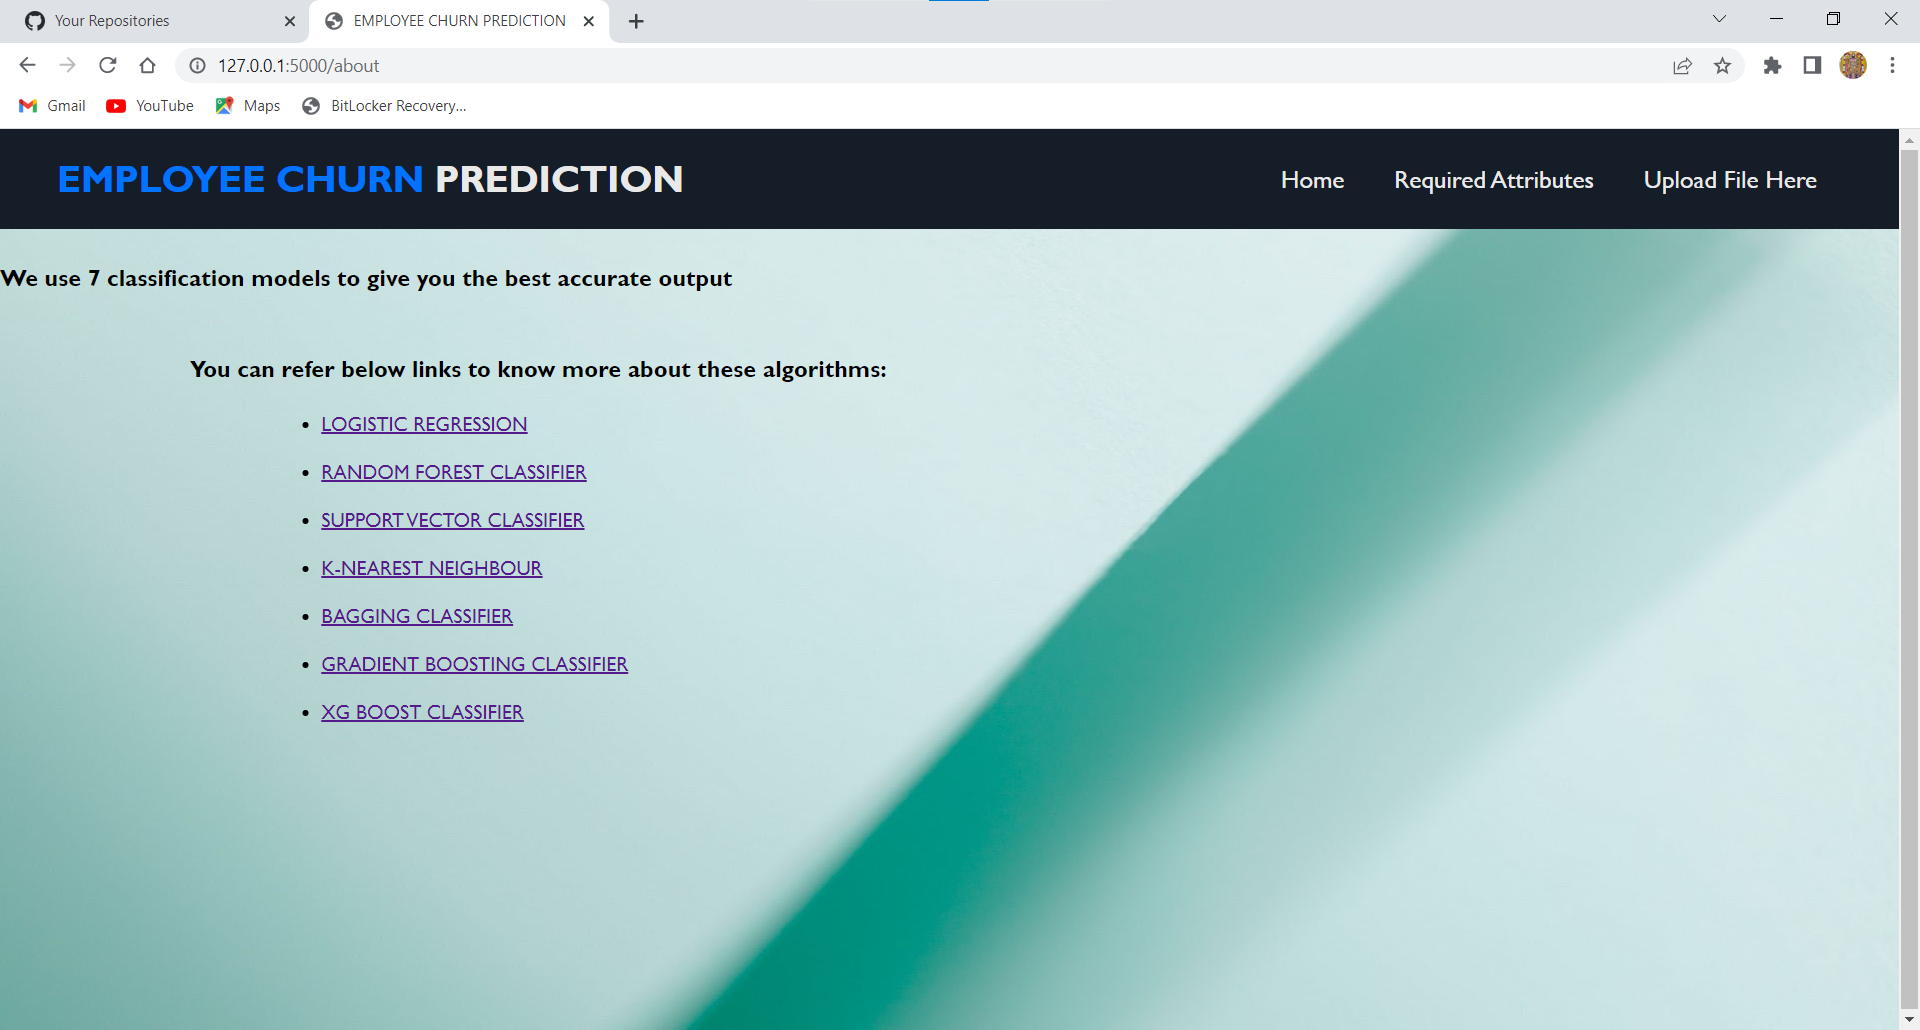 Your Repositories
EMPLOYEE CHURN PREDICTION
127.0.0.1:5000/about
Gmail
YouTube
Maps
BitLocker Recovery...
EMPLOYEE CHURN PREDICTION
Home
Required Attributes
Upload File Here
We use 7 classification models to give you the best accurate output
You can refer below links to know more about these algorithms:
• LOGISTIC REGRESSION
• RANDOM FOREST CLASSIFIER
• SUPPORT VECTOR CLASSIFIER
• K-NEAREST NEIGHBOUR
• BAGGING CLASSIFIER
• GRADIENT BOOSTING CLASSIFIER
• XG BOOST CLASSIFIER